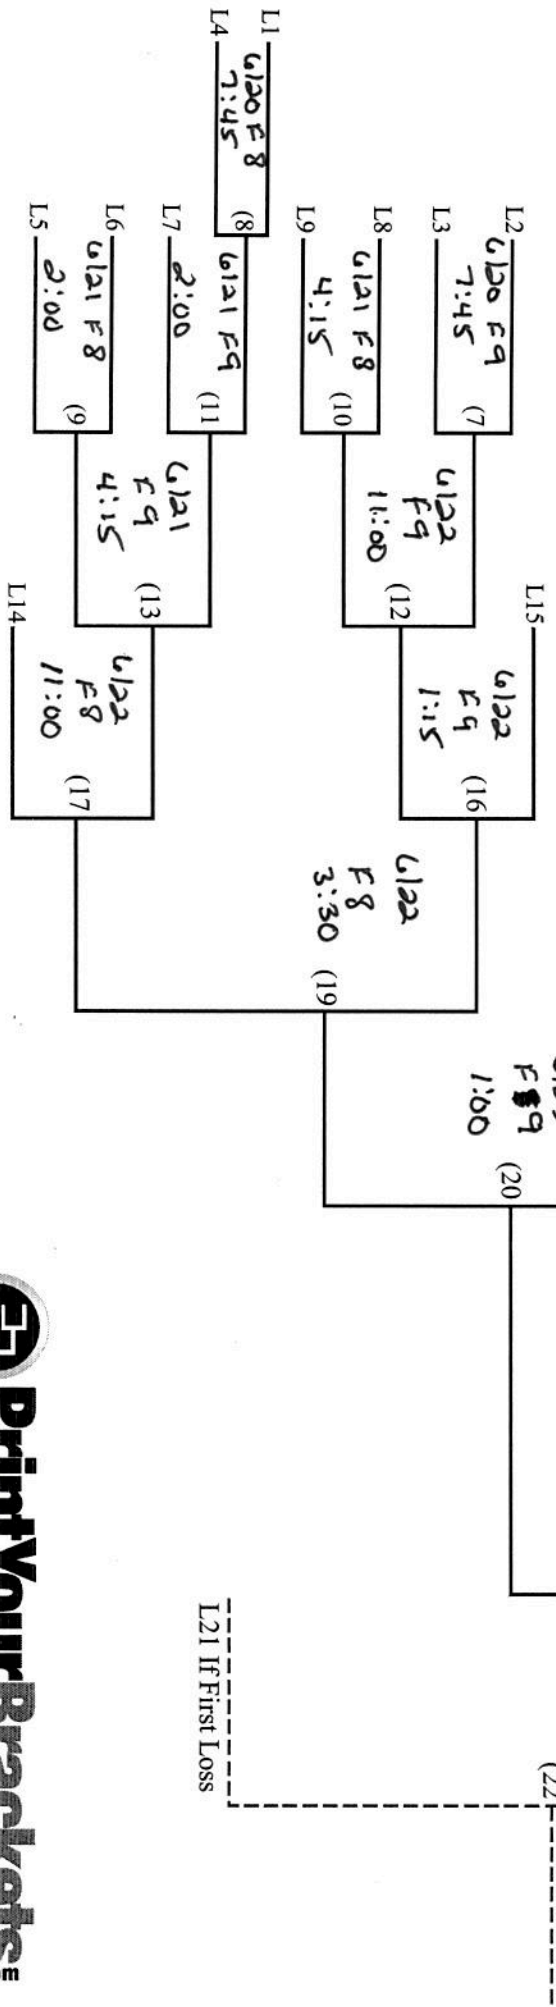 L2
6/20 F9
7:45
L3
(7
L8
6/21 F8
4:15
L9
(10
L1
6/20 F8
7:45
L4
(8
6/21 F9
2:00
L7
(11
L6
6/21 F8
2:00
L5
(9
6/22
F9
11:00
(12
6/21
F9
4:15
(13
L15
6/22
F9
1:15
(16
6/22
F8
11:00
L14
(17
6/22
F8
3:30
(19
F9
1:00
(20
(22
L21 If First Loss
PrintYourBrackets